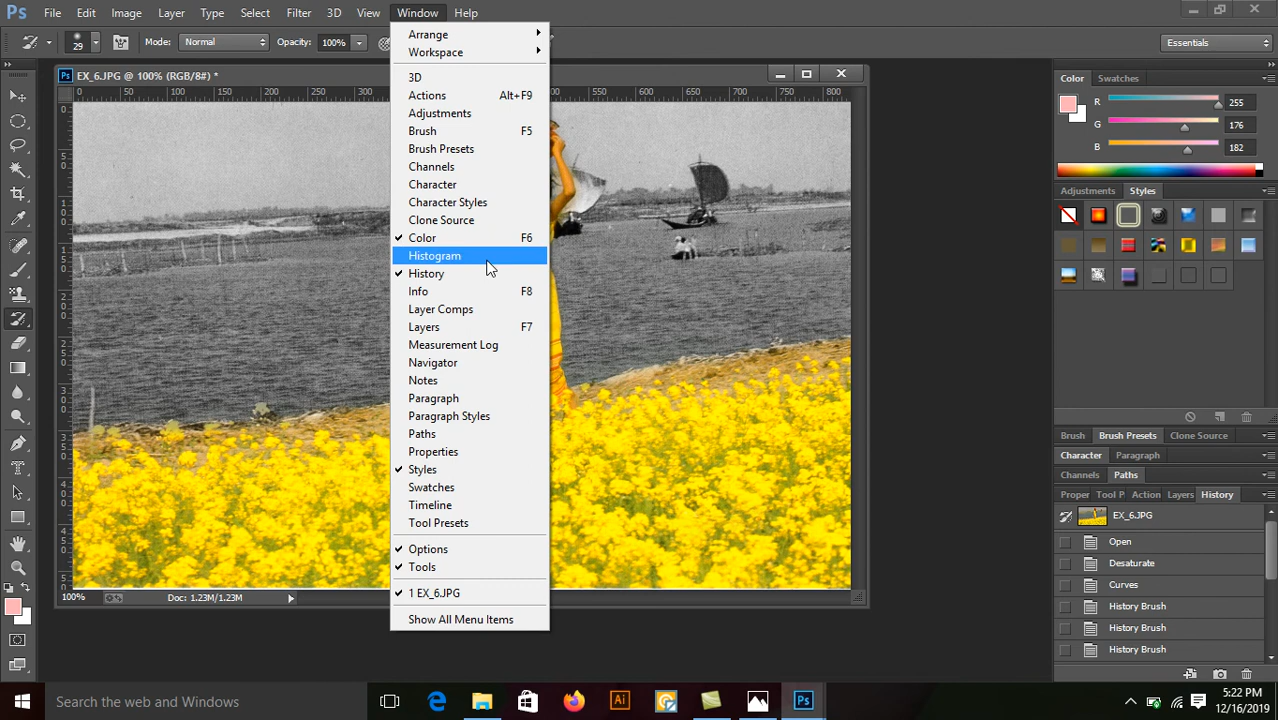 Ps File Edit Image Layer Type Select Filter 3D View Window Help
29 Mode: Normal Opacity: 100% Essentials
EX_6.JPG @ 100% (RGB/8#) *
0 50 100 150 200 250 300 350 500 550 600 650 700 750 800
Arrange
Workspace
3D
Actions Alt+F9
Adjustments
Brush F5
Brush Presets
Channels
Character
Character Styles
Clone Source
Color F6
Histogram
History
Info F8
Layer Comps
Layers F7
Measurement Log
Navigator
Notes
Paragraph
Paragraph Styles
Paths
Properties
Styles
Swatches
Timeline
Tool Presets
Options
Tools
1 EX_6.JPG
Show All Menu Items
100% Doc: 1.23M/1.23M
Color Swatches
R 255
G 176
B 182
Adjustments Styles
Brush Brush Presets Clone Source
Character Paragraph
Channels Paths
Proper Tool P Action Layers History
EX_6.JPG
Open
Desaturate
Curves
History Brush
History Brush
History Brush
Search the web and Windows
Ai Ps
5:22 PM
12/16/2019